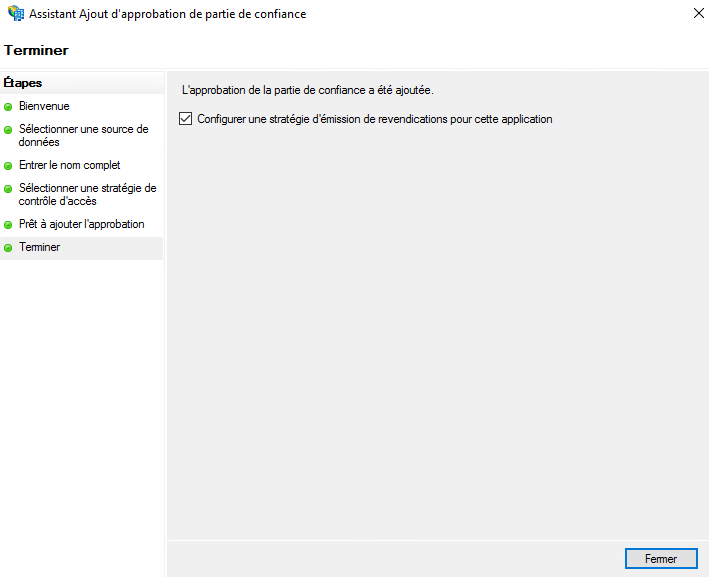 Assistant Ajout d'approbation de partie de confiance
Terminer
Étapes
Bienvenue
Sélectionner une source de
données
Entrer le nom complet
Sélectionner une stratégie de
contrôle d'accès
Prêt à ajouter l'approbation
Terminer
L'approbation de la partie de confiance a été ajoutée.
Configurer une stratégie d'émission de revendications pour cette application
Fermer